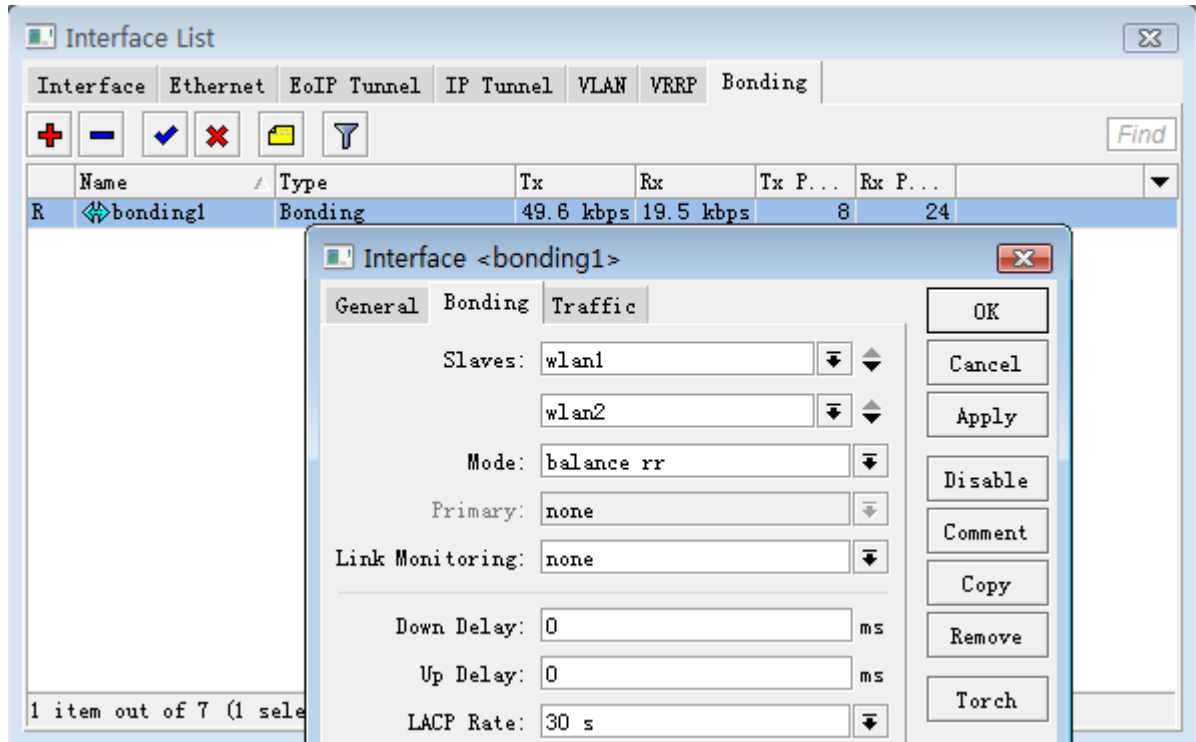 Interface List
Interface Ethernet EoIP Tunnel IP Tunnel VLAN VRRP Bonding
Find
Name Type Tx Rx Tx P... Rx P...
R bonding1 Bonding 49.6 kbps 19.5 kbps 8 24
Interface <bonding1>
General Bonding Traffic
OK
Slaves: wlan1
Cancel
wlan2
Apply
Mode: balance rr
Disable
Primary: none
Comment
Link Monitoring: none
Copy
Down Delay: 0 ms
Remove
Up Delay: 0 ms
Torch
1 item out of 7 (1 sele
LACP Rate: 30 s